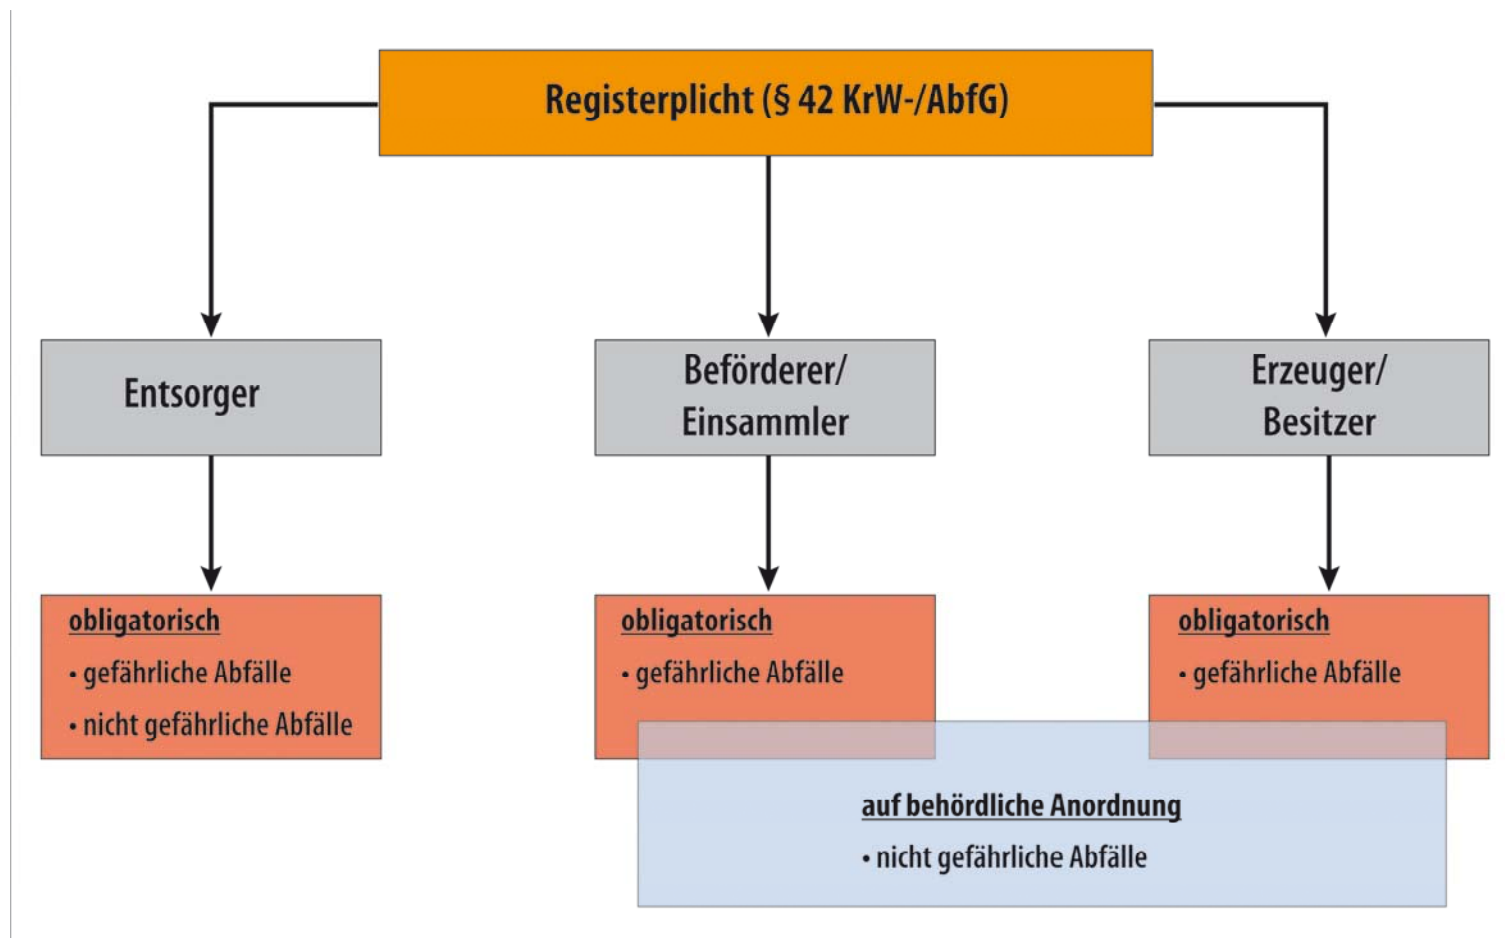 Registerplicht (§ 42 KrW-/AbfG)
Entsorger
Beförderer/
Einsammler
Erzeuger/
Besitzer
obligatorisch
• gefährliche Abfälle
• nicht gefährliche Abfälle
obligatorisch
• gefährliche Abfälle
obligatorisch
• gefährliche Abfälle
auf behördliche Anordnung
• nicht gefährliche Abfälle